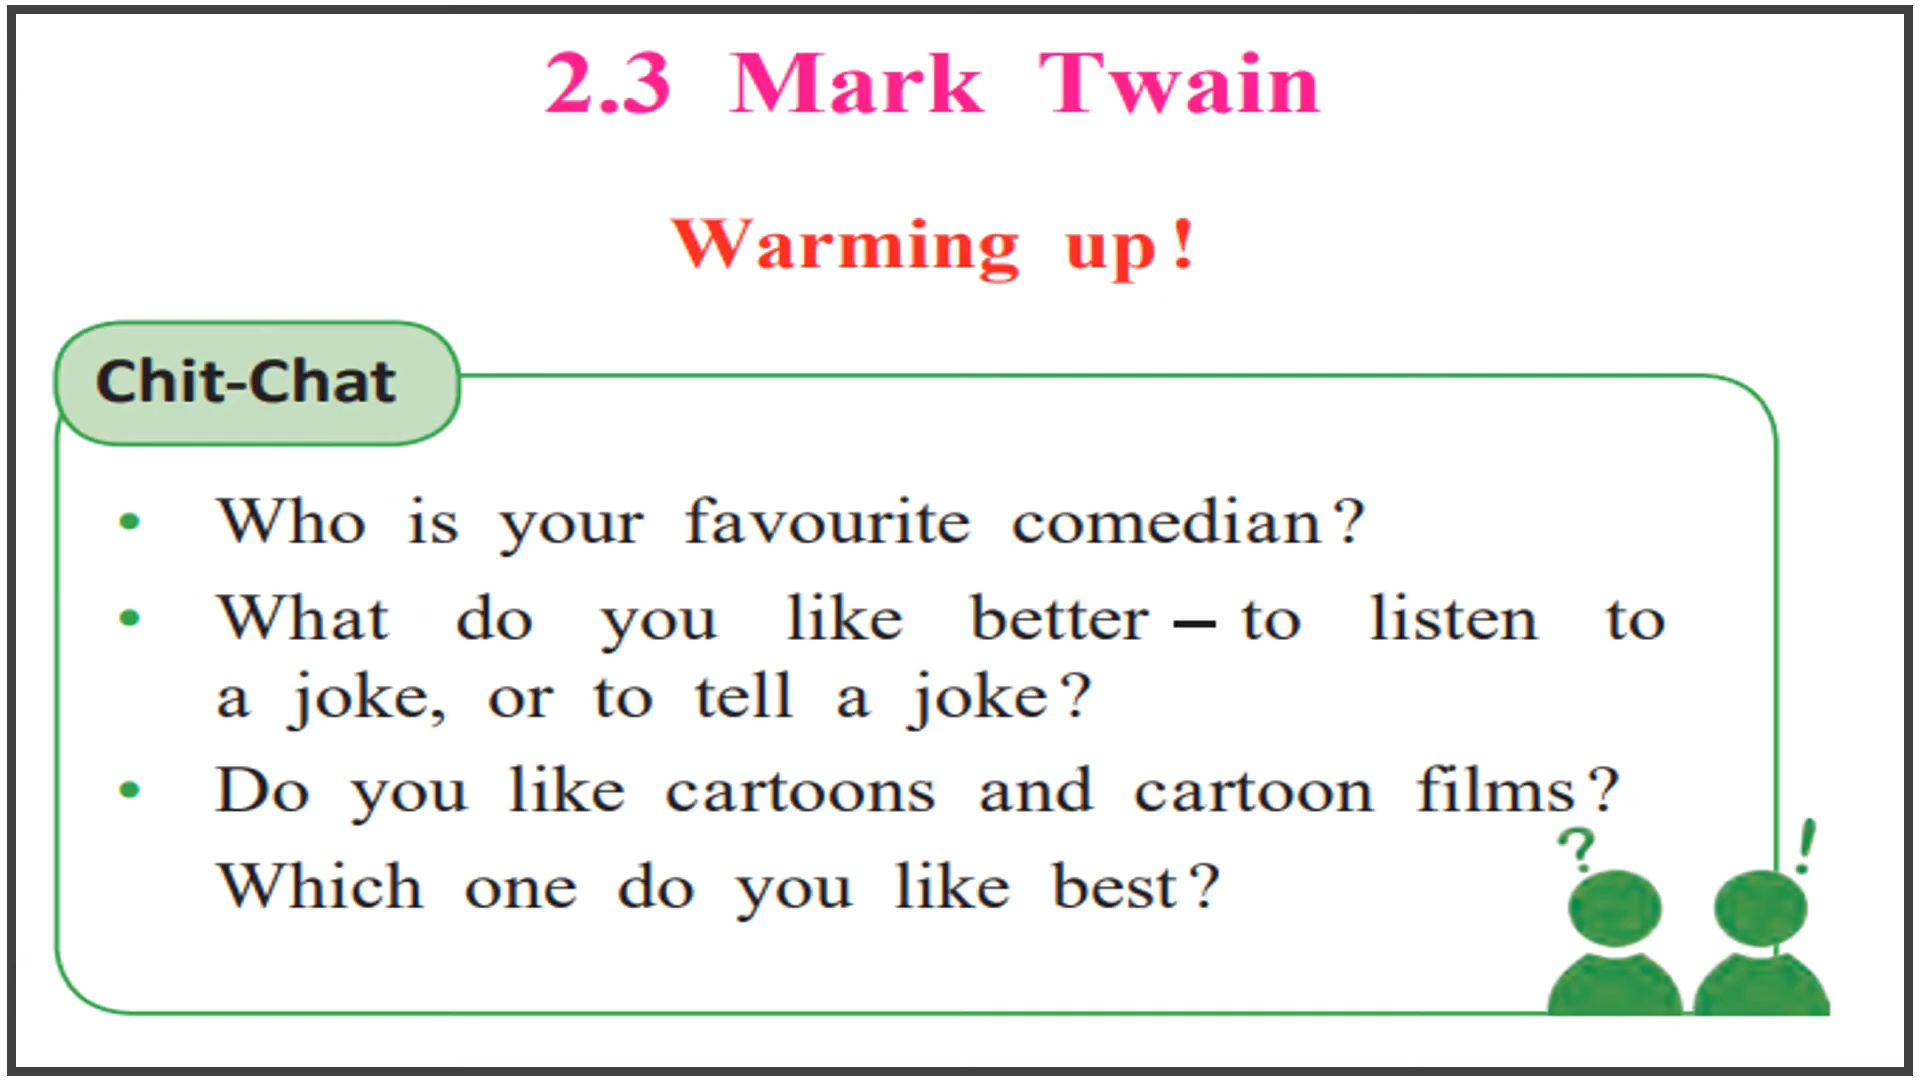 2.3 Mark Twain
Warming up!
Chit-Chat
• Who is your favourite comedian?
• What do you like better – to listen to
a joke, or to tell a joke?
• Do you like cartoons and cartoon films?
Which one do you like best?
? !